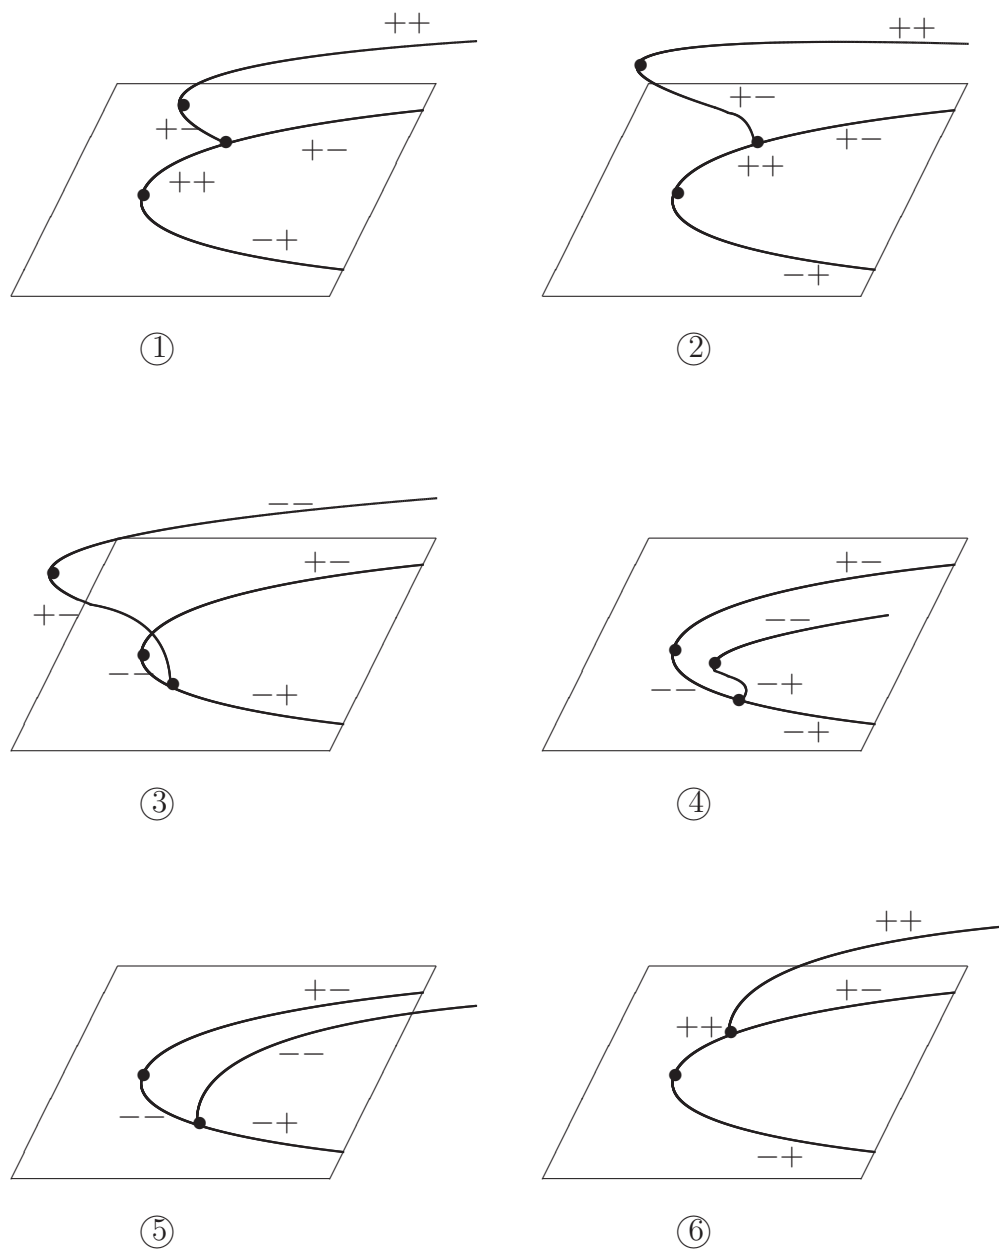 ++ ++
+− +− +− +−
++ ++
−+ −+
① ②
−− +− +−
+− −− −+
−− −+ −− −+
③ ④
++
+− +−
−− ++
−− −+ −+
⑤ ⑥